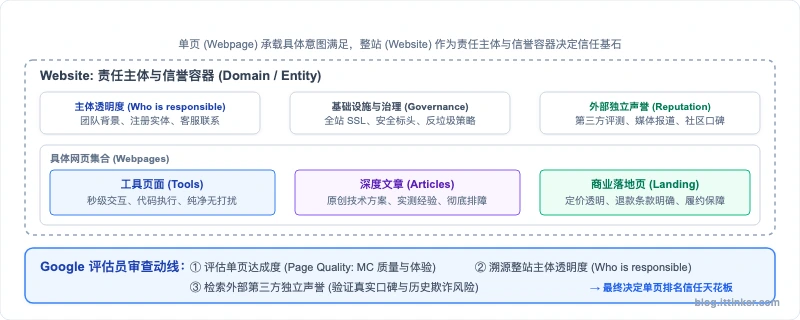 单页 (Webpage) 承载具体意图满足，整站 (Website) 作为责任主体与信誉容器决定信任基石
Website: 责任主体与信誉容器 (Domain / Entity)
主体透明度 (Who is responsible)
团队背景、注册实体、客服联系
基础设施与治理 (Governance)
全站 SSL、安全标头、反垃圾策略
外部独立声誉 (Reputation)
第三方评测、媒体报道、社区口碑
具体网页集合 (Webpages)
工具页面 (Tools)
秒级交互、代码执行、纯净无打扰
深度文章 (Articles)
原创技术方案、实测经验、彻底排障
商业落地页 (Landing)
定价透明、退款条款明确、履约保障
Google 评估员审查动线：① 评估单页达成度 (Page Quality: MC 质量与体验) ② 溯源整站主体透明度 (Who is responsible)
③ 检索外部第三方独立声誉 (验证真实口碑与历史欺诈风险) → 最终决定单页排名信任天花板
blog.ittinker.com